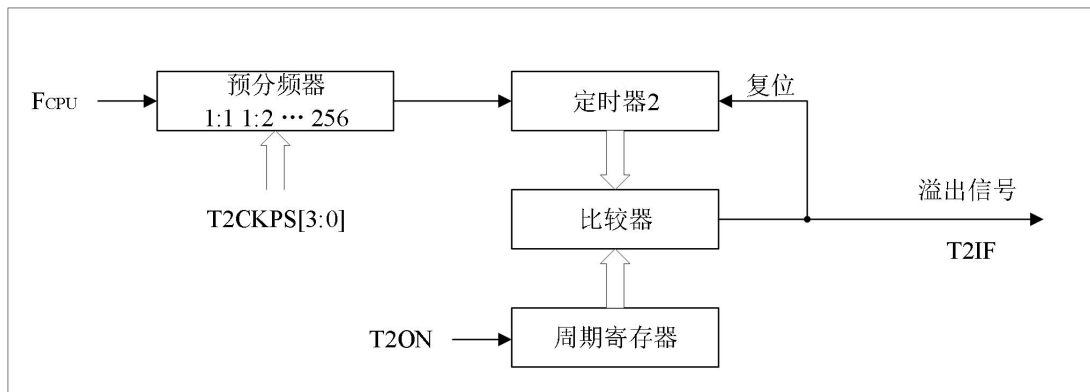 预分频器
1:1 1:2 … 256
FCPU
定时器2
复位
T2CKPS[3:0]
比较器
溢出信号
T2IF
T2ON
周期寄存器